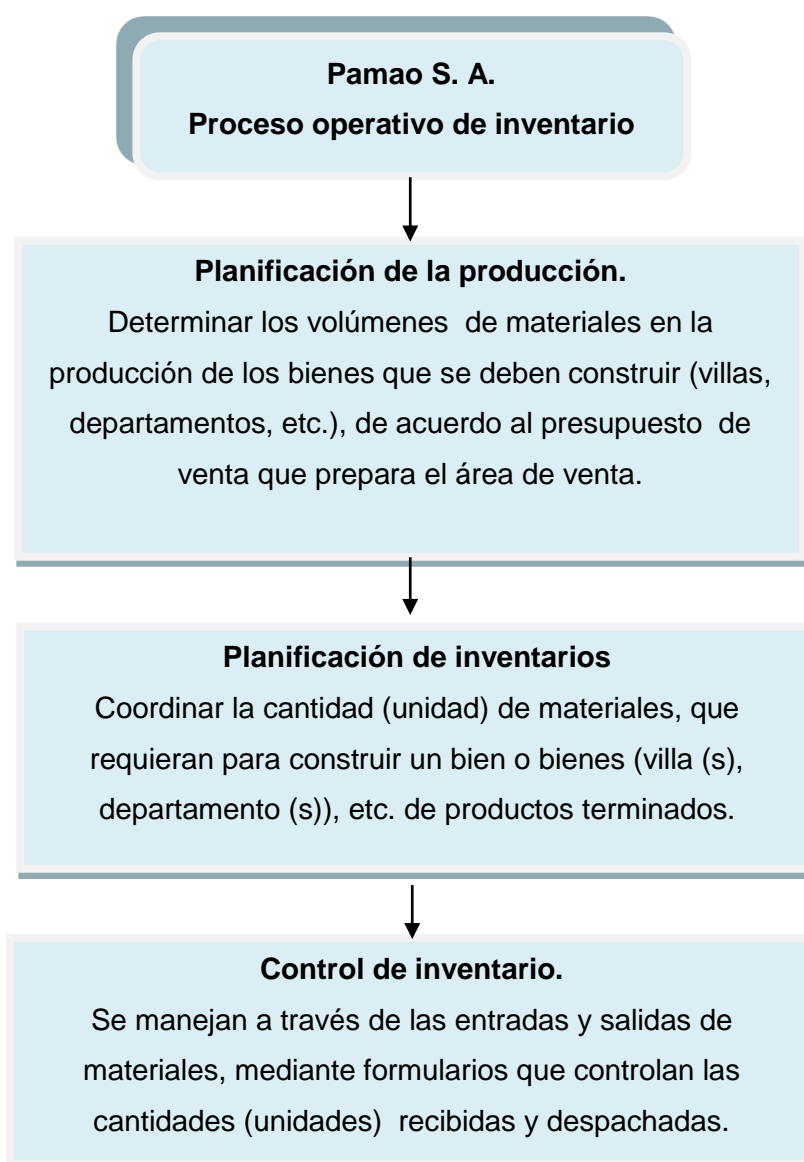 Pamao S. A.
Proceso operativo de inventario
Planificación de la producción.
Determinar los volúmenes  de materiales en la
producción de los bienes que se deben construir (villas,
departamentos, etc.), de acuerdo al presupuesto  de
venta que prepara el área de venta.
Planificación de inventarios
Coordinar la cantidad (unidad) de materiales, que
requieran para construir un bien o bienes (villa (s),
departamento (s)), etc. de productos terminados.
Control de inventario.
Se manejan a través de las entradas y salidas de
materiales, mediante formularios que controlan las
cantidades (unidades)  recibidas y despachadas.